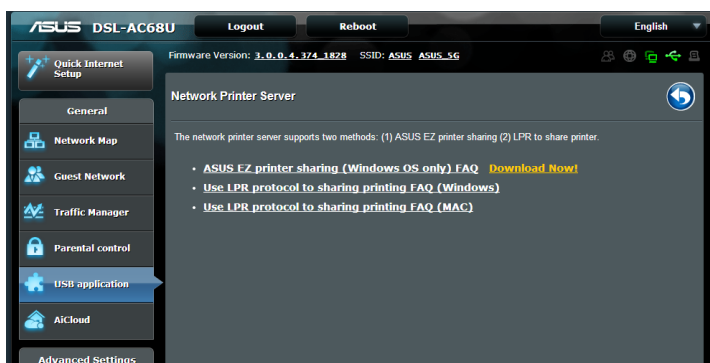 ASUS DSL-AC68U Logout Reboot English
Quick Internet Setup
Firmware Version: 3.0.0.4.374_1828 SSID: ASUS ASUS_5G
General
Network Map
Guest Network
Traffic Manager
Parental control
USB application
AiCloud
Advanced Settings
Network Printer Server
The network printer server supports two methods: (1) ASUS EZ printer sharing (2) LPR to share printer.
• ASUS EZ printer sharing (Windows OS only) FAQ Download Now!
• Use LPR protocol to sharing printing FAQ (Windows)
• Use LPR protocol to sharing printing FAQ (MAC)